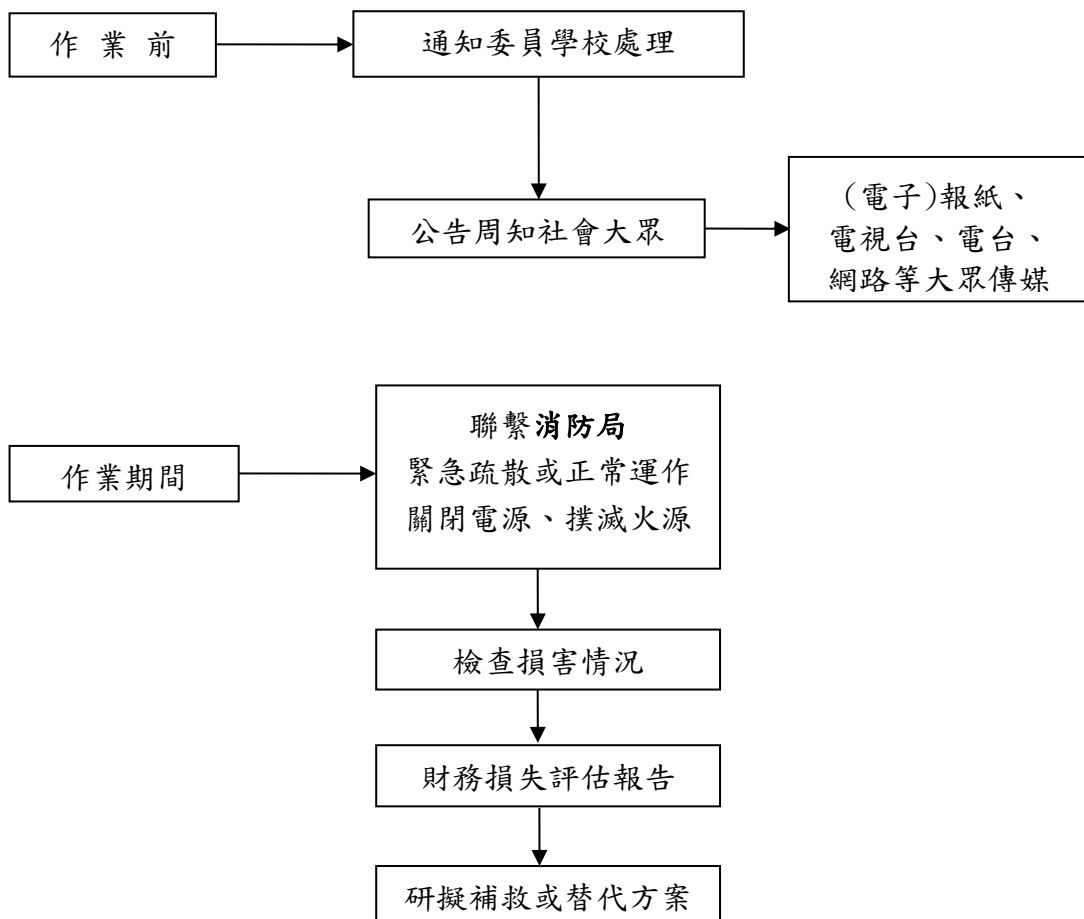 作 業 前
通知委員學校處理
公告周知社會大眾
(電子)報紙、
電視台、電台、
網路等大眾傳媒
作業期間
聯繫消防局
緊急疏散或正常運作
關閉電源、撲滅火源
檢查損害情況
財務損失評估報告
研擬補救或替代方案